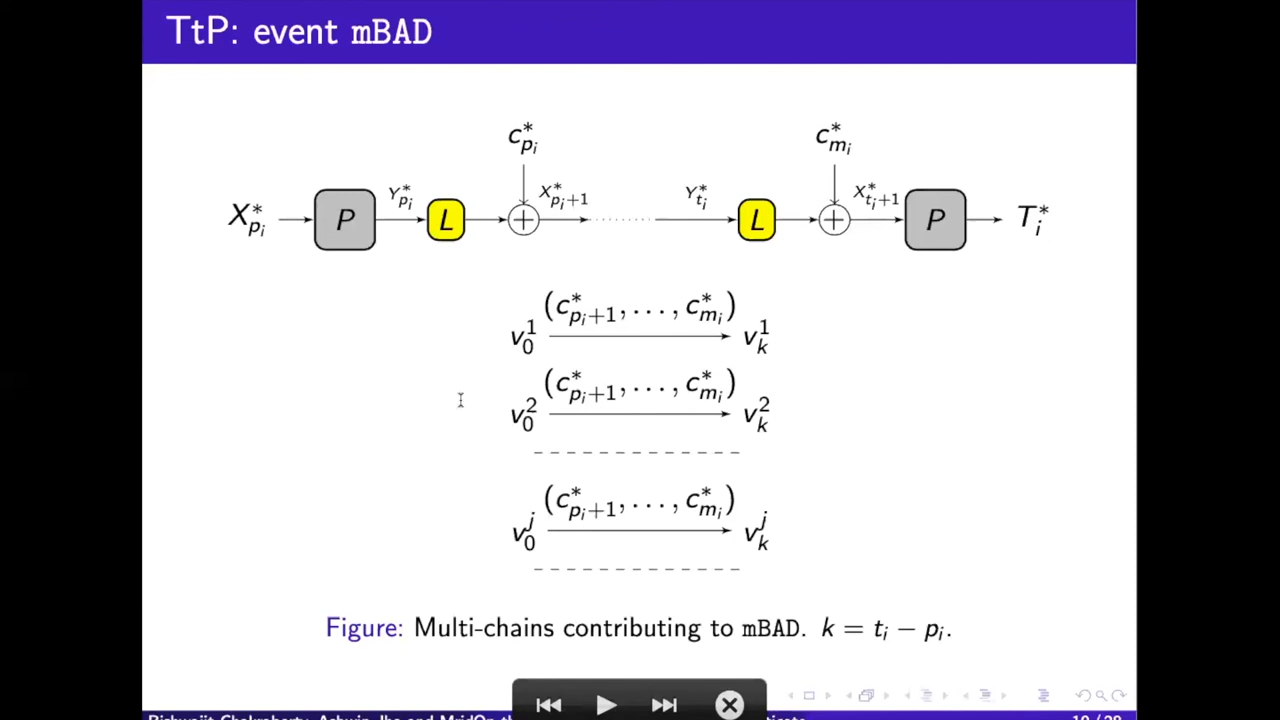 TtP: event mBAD
c*_{p_i} c*_{m_i}
X*_{p_i} P Y*_{p_i} L + X*_{p_i+1} ........ Y*_{t_i} L + X*_{t_i+1} P T*_i
v^1_0 (c*_{p_i+1}, . . . , c*_{m_i}) v^1_k
v^2_0 (c*_{p_i+1}, . . . , c*_{m_i}) v^2_k
v^j_0 (c*_{p_i+1}, . . . , c*_{m_i}) v^j_k
Figure: Multi-chains contributing to mBAD. k = t_i − p_i.